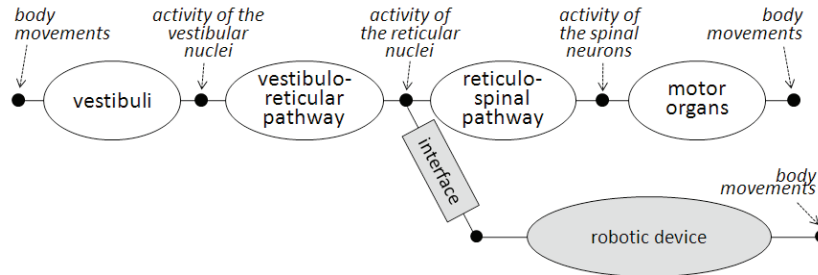 body
movements
activity of the
vestibular
nuclei
activity of
the reticular
nuclei
activity of
the spinal
neurons
body
movements
vestibuli
vestibulo-
reticular
pathway
reticulo-
spinal
pathway
motor
organs
interface
body
movements
robotic device